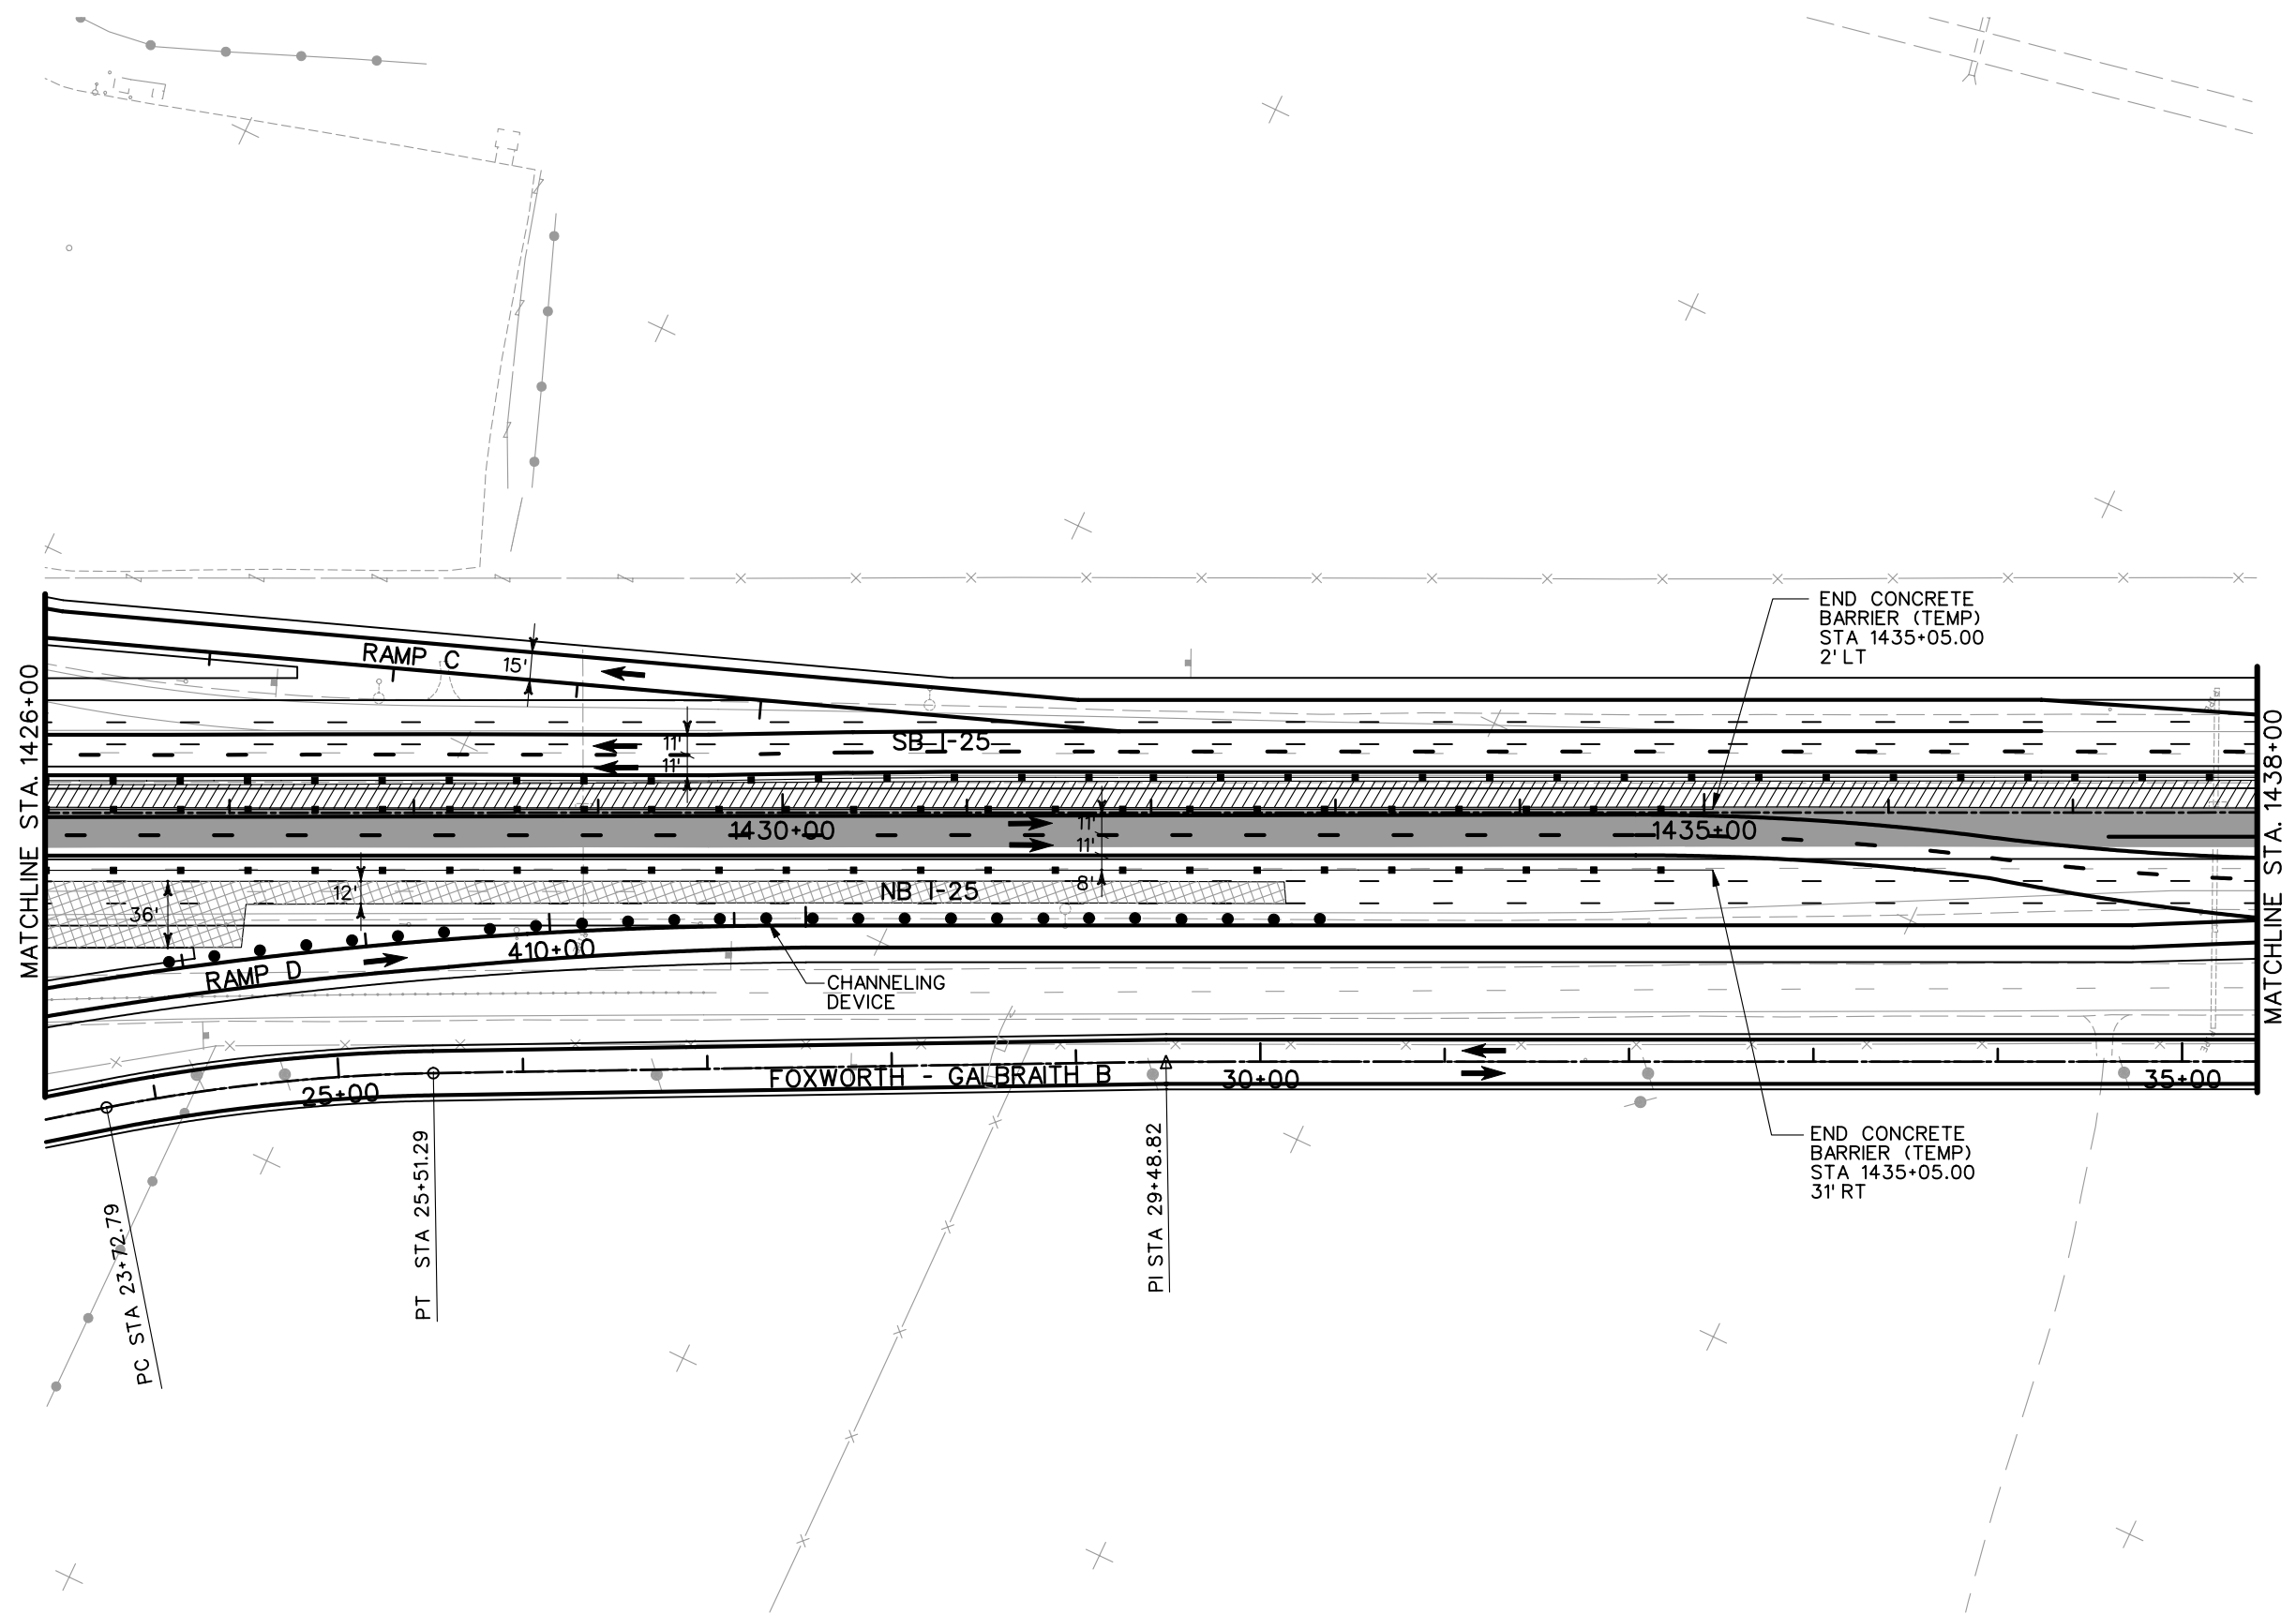 END CONCRETE
BARRIER (TEMP)
STA 1435+05.00
2' LT
MATCHLINE STA. 1426+00
MATCHLINE STA. 1438+00
RAMP C
15'
SB I-25
11'
11'
1430+00
11'
11'
1435+00
12'
NB I-25
8'
36'
410+00
RAMP D
CHANNELING
DEVICE
25+00
FOXWORTH - GALBRAITH B
30+00
35+00
PC STA 23+72.79
PT STA 25+51.29
PI STA 29+48.82
END CONCRETE
BARRIER (TEMP)
STA 1435+05.00
31' RT